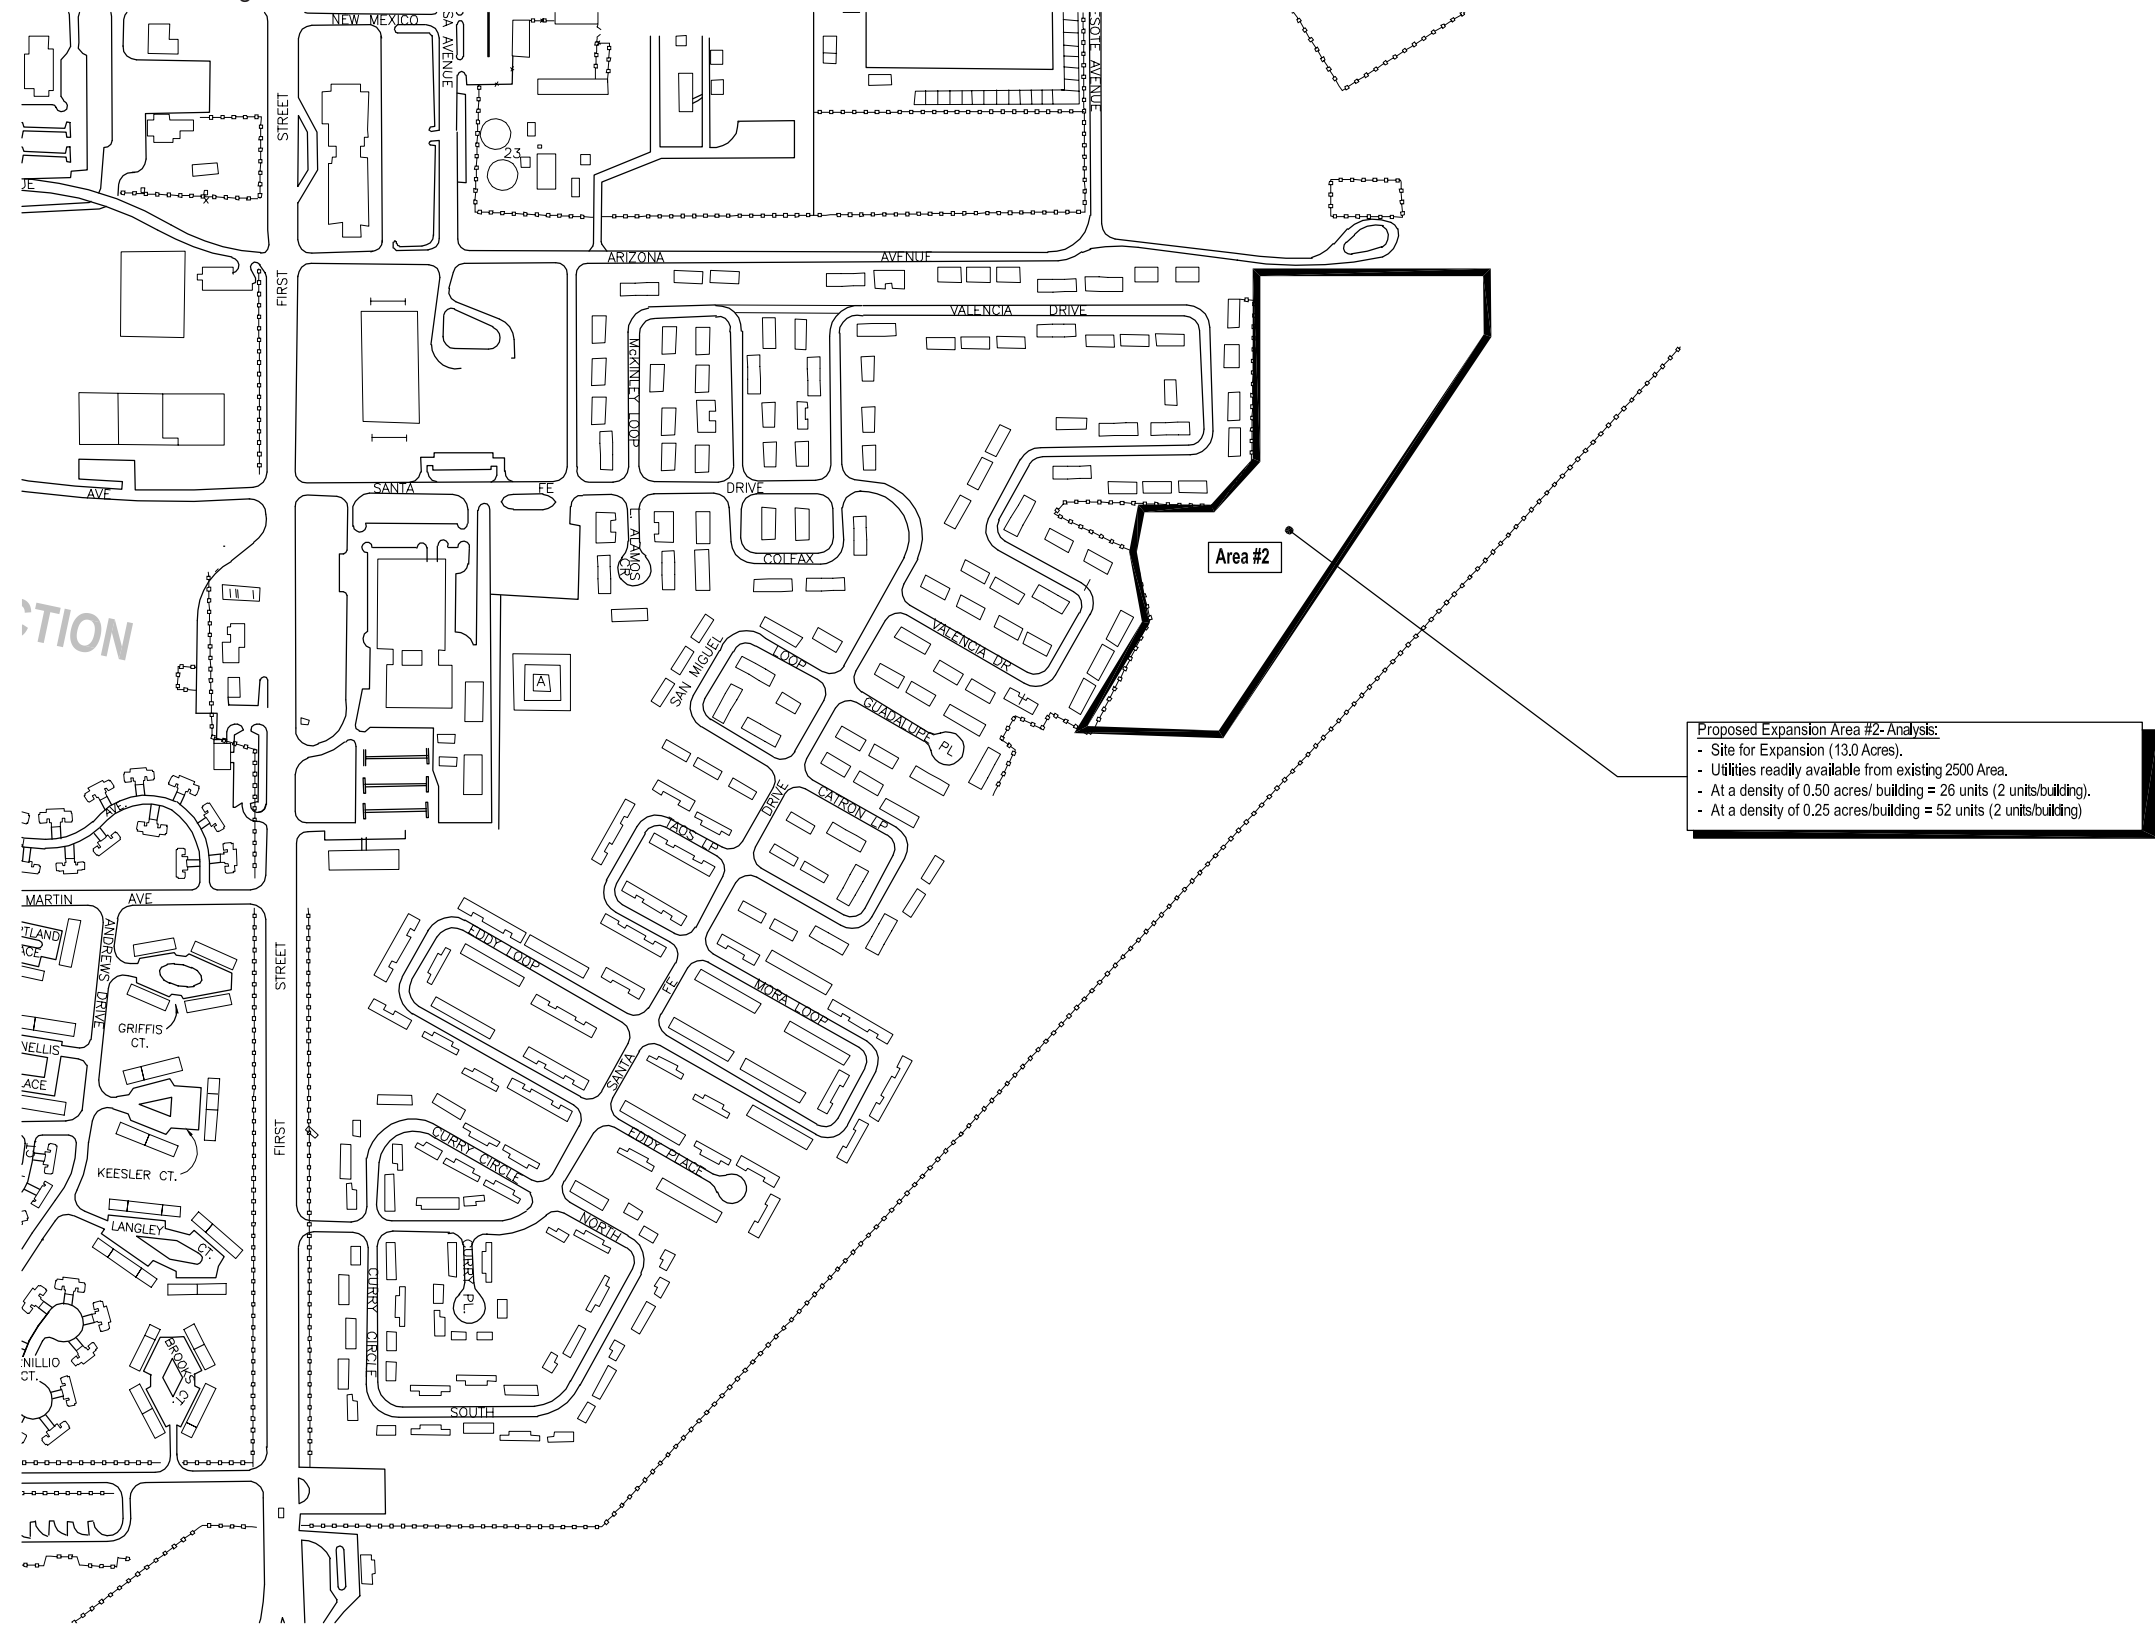 NEW MEXICO
SA AVENUE
SOTE AVENUE
STREET
23
ARIZONA AVENUE
FIRST
VALENCIA DRIVE
McKINLEY LOOP
AVE
SANTA FE DRIVE
L. ALAMOS CR
COLFAX
Area #2
CTION
VALENCIA DR
LOOP
SAN MIGUEL
A
GUADALUPE PL
Proposed Expansion Area #2- Analysis:
- Site for Expansion (13.0 Acres).
- Utilities readily available from existing 2500 Area.
- At a density of 0.50 acres/ building = 26 units (2 units/building).
- At a density of 0.25 acres/building = 52 units (2 units/building)
DRIVE
CATRON LP
AVE.
TAOS LP
MARTIN AVE
ANDREWS DRIVE
TLAND
ACE
EDDY LOOP
STREET
FE
MORA LOOP
GRIFFIS
CT.
NELLIS
LACE
SANTA
FIRST
CURRY CIRCLE
EDDY PLACE
KEESLER CT.
LANGLEY
CT.
NORTH
CURRY PL.
CURRY CIRCLE
NILLIO
CT.
BROOKS CT.
SOUTH